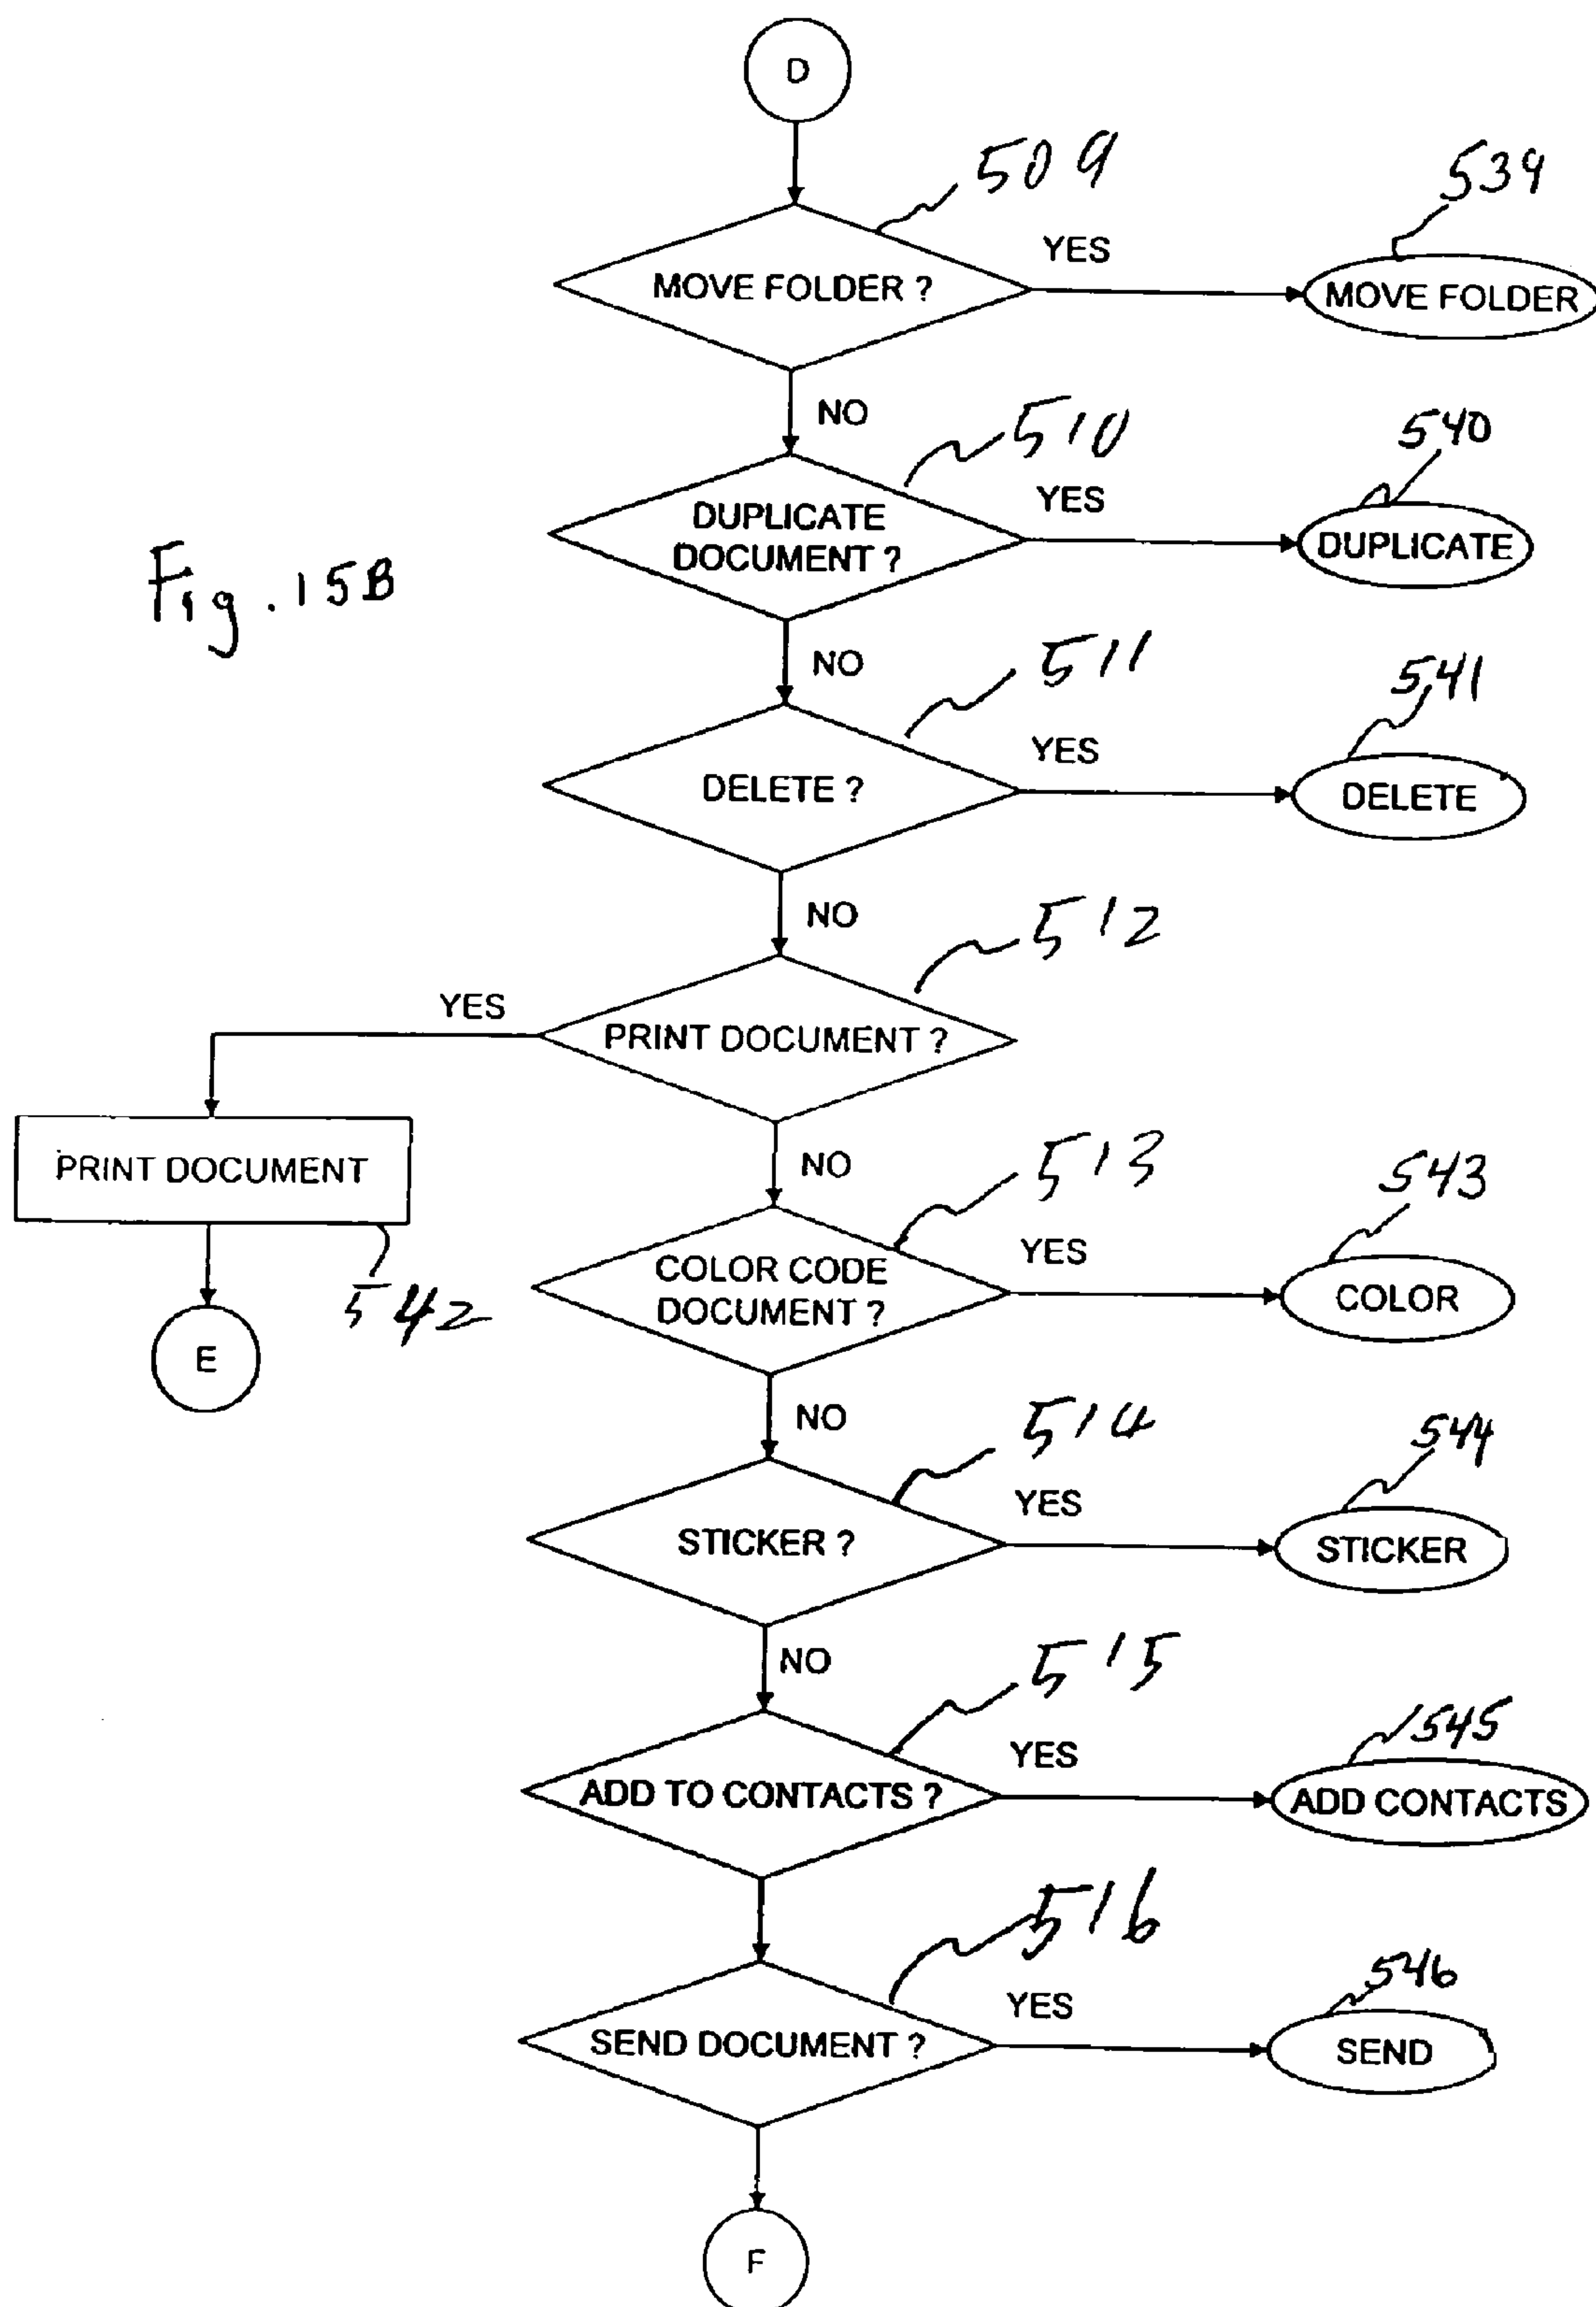 D
509
539
YES
MOVE FOLDER ?
MOVE FOLDER
NO
510
540
YES
DUPLICATE
DOCUMENT ?
DUPLICATE
Fig. 15B
NO
511
541
YES
DELETE ?
DELETE
NO
512
YES
PRINT DOCUMENT ?
PRINT DOCUMENT
542
E
NO
513
543
YES
COLOR CODE
DOCUMENT ?
COLOR
NO
514
544
YES
STICKER ?
STICKER
NO
515
545
YES
ADD TO CONTACTS ?
ADD CONTACTS
516
546
YES
SEND DOCUMENT ?
SEND
F